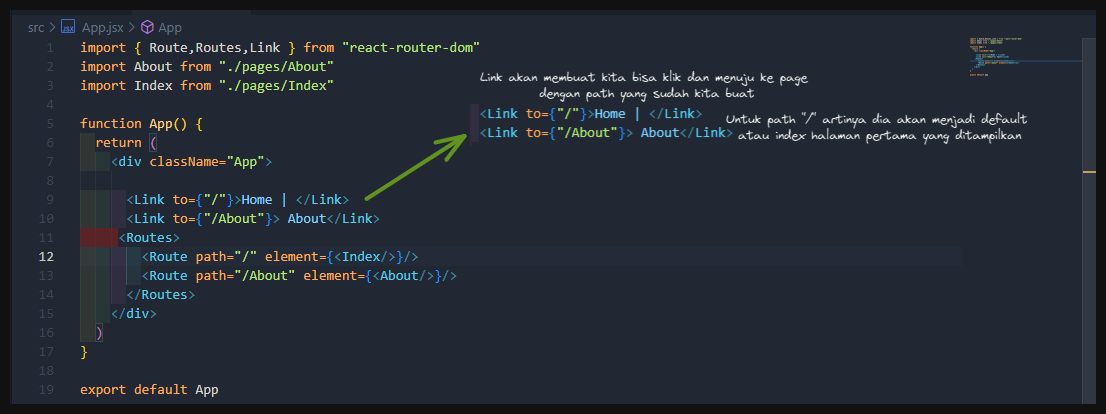 src > App.jsx > App
1 import { Route,Routes,Link } from "react-router-dom"
2 import About from "./pages/About"
3 import Index from "./pages/Index"
4
5 function App() {
6 return (
7 <div className="App">
8
9 <Link to={"/"}>Home | </Link>
10 <Link to={"/About"}> About</Link>
11 <Routes>
12 <Route path="/" element={<Index/>}/>
13 <Route path="/About" element={<About/>}/>
14 </Routes>
15 </div>
16 )
17 }
18
19 export default App
Link akan membuat kita bisa klik dan menuju ke page
dengan path yang sudah kita buat
<Link to={"/"}>Home | </Link>
<Link to={"/About"}> About</Link>
Untuk path "/" artinya dia akan menjadi default
atau index halaman pertama yang ditampilkan